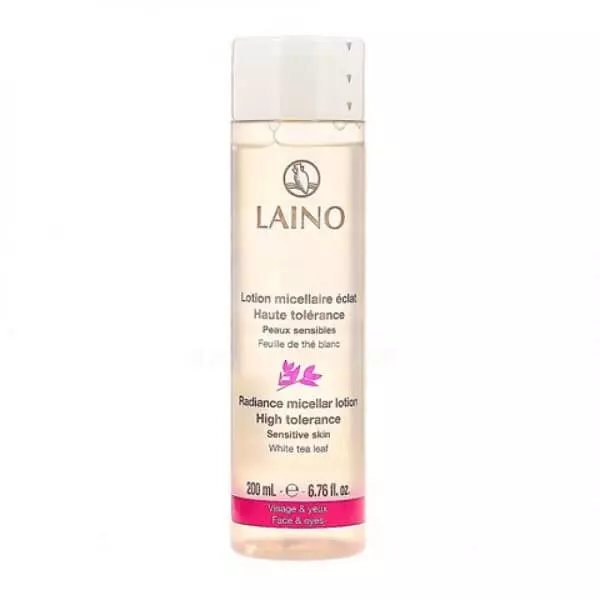 LAINO
Lotion micellaire éclat
Haute tolérance
Peaux sensibles
Feuille de thé blanc
Radiance micellar lotion
High tolerance
Sensitive skin
White tea leaf
200 mL - ℮ - 6.76 fl. oz.
Visage & yeux
Face & eyes